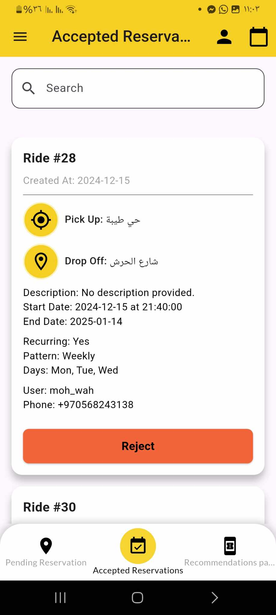 %٣٦
١١:٠٣
Accepted Reserva...
Search
Ride #28
Created At: 2024-12-15
Pick Up: حي طيبة
Drop Off: شارع الحرش
Description: No description provided.
Start Date: 2024-12-15 at 21:40:00
End Date: 2025-01-14
Recurring: Yes
Pattern: Weekly
Days: Mon, Tue, Wed
User: moh_wah
Phone: +970568243138
Reject
Ride #30
Pending Reservation
Accepted Reservations
Recommendations pa...